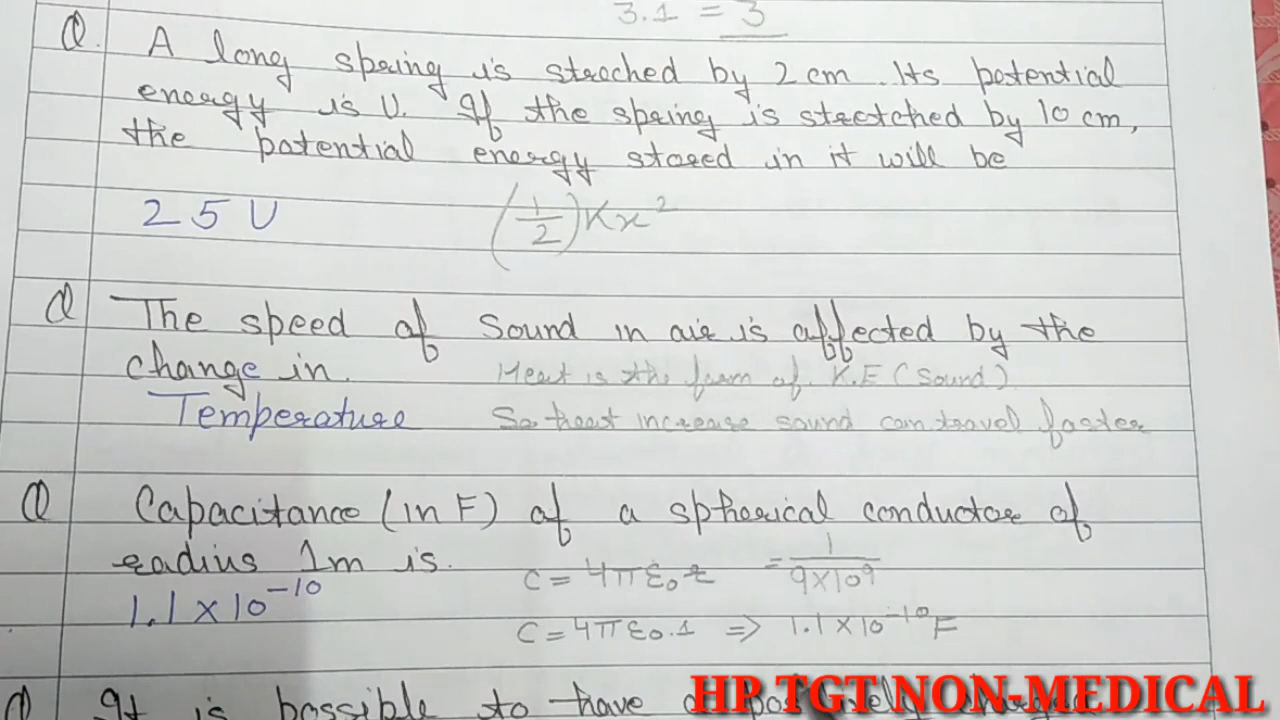 3.1 = 3
Q. A long spring is streched by 2 cm. Its potential
energy is U. If the spring is stretched by 10 cm,
the potential energy stored in it will be
25 U (1/2) Kx²
Q The speed of sound in air is affected by the
change in. Heat is the form of K.E (Sound)
Temperature So heat increase sound can travel faster
Q Capacitance (in F) of a spherical conductor of
radius 1m is. C = 4πε₀r = 1/9×10⁹
1.1 × 10⁻¹⁰
C = 4πε₀.1 ⇒ 1.1 × 10⁻¹⁰ F
Q It is possible to have a
HP TGT NON-MEDICAL